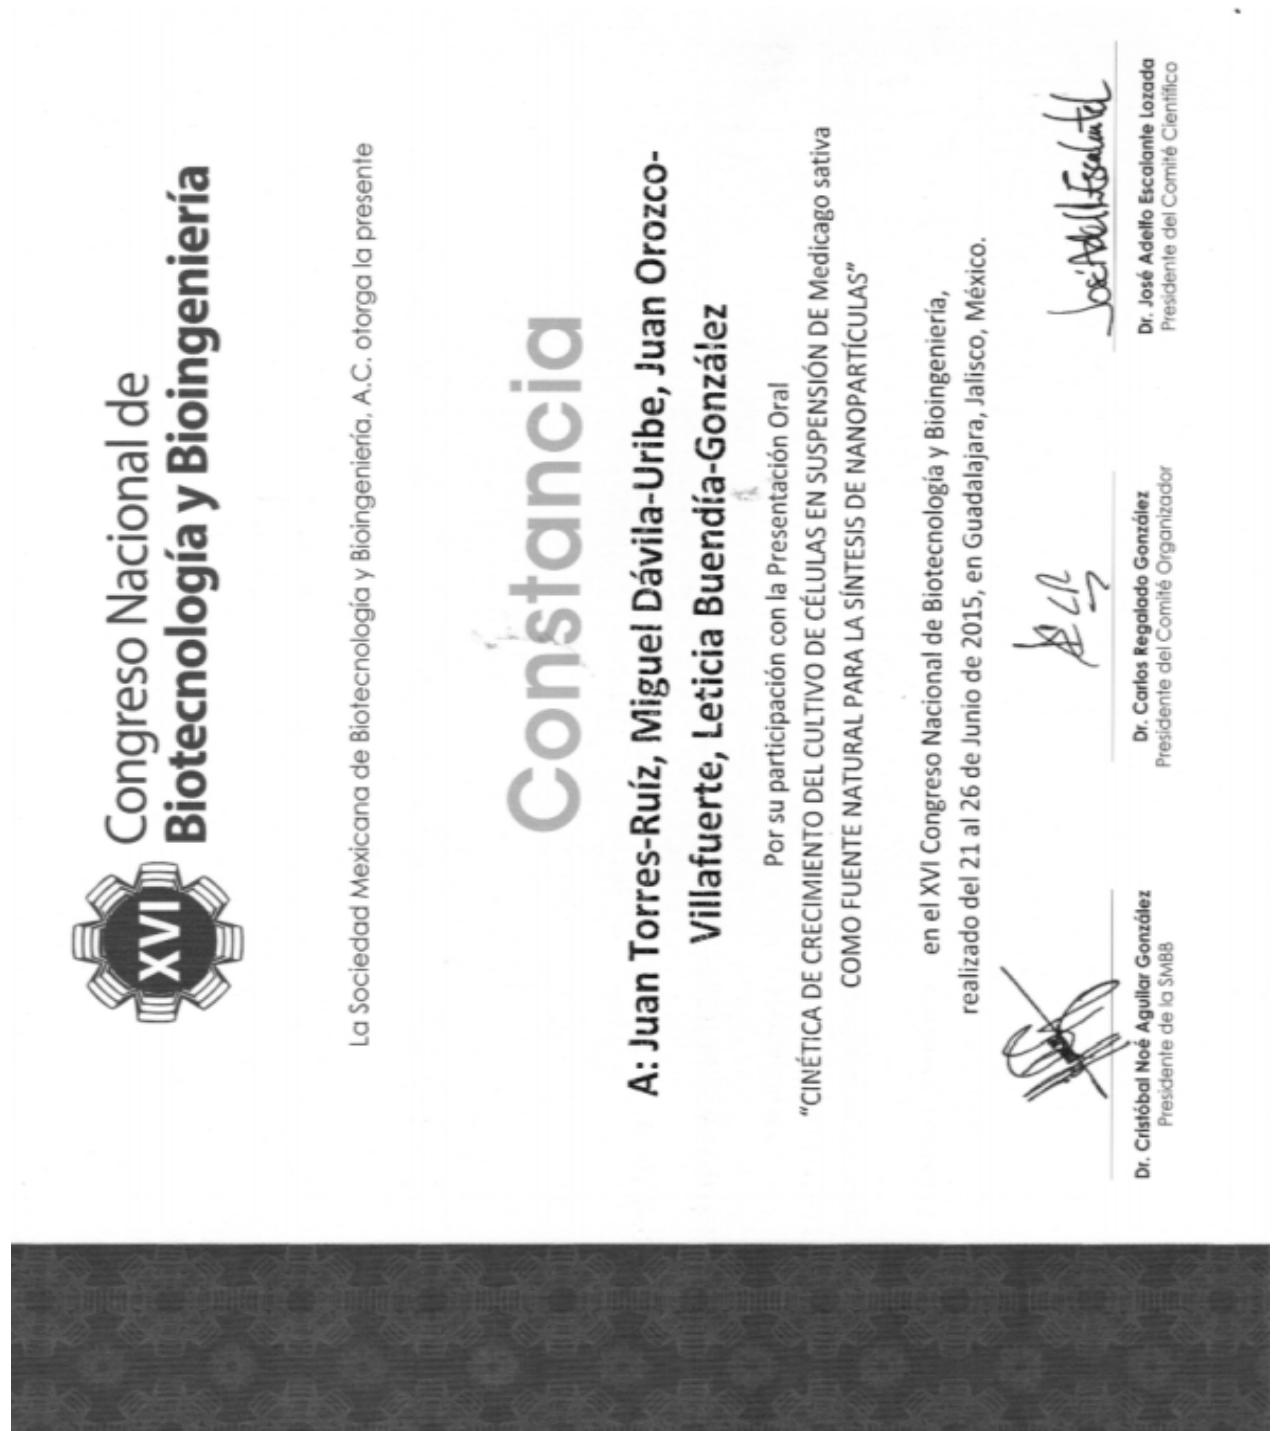 XVI
Congreso Nacional de
Biotecnología y Bioingeniería
La Sociedad Mexicana de Biotecnología y Bioingeniería, A.C. otorga la presente
Constancia
A: Juan Torres-Ruíz, Miguel Dávila-Uribe, Juan Orozco-
Villafuerte, Leticia Buendía-González
Por su participación con la Presentación Oral
"CINÉTICA DE CRECIMIENTO DEL CULTIVO DE CÉLULAS EN SUSPENSIÓN DE Medicago sativa
COMO FUENTE NATURAL PARA LA SÍNTESIS DE NANOPARTÍCULAS"
en el XVI Congreso Nacional de Biotecnología y Bioingeniería,
realizado del 21 al 26 de Junio de 2015, en Guadalajara, Jalisco, México.
Dr. Cristóbal Noé Aguilar González
Presidente de la SMBB
Dr. Carlos Regalado González
Presidente del Comité Organizador
José Adelfo Escalante L
Dr. José Adelfo Escalante Lozada
Presidente del Comité Científico